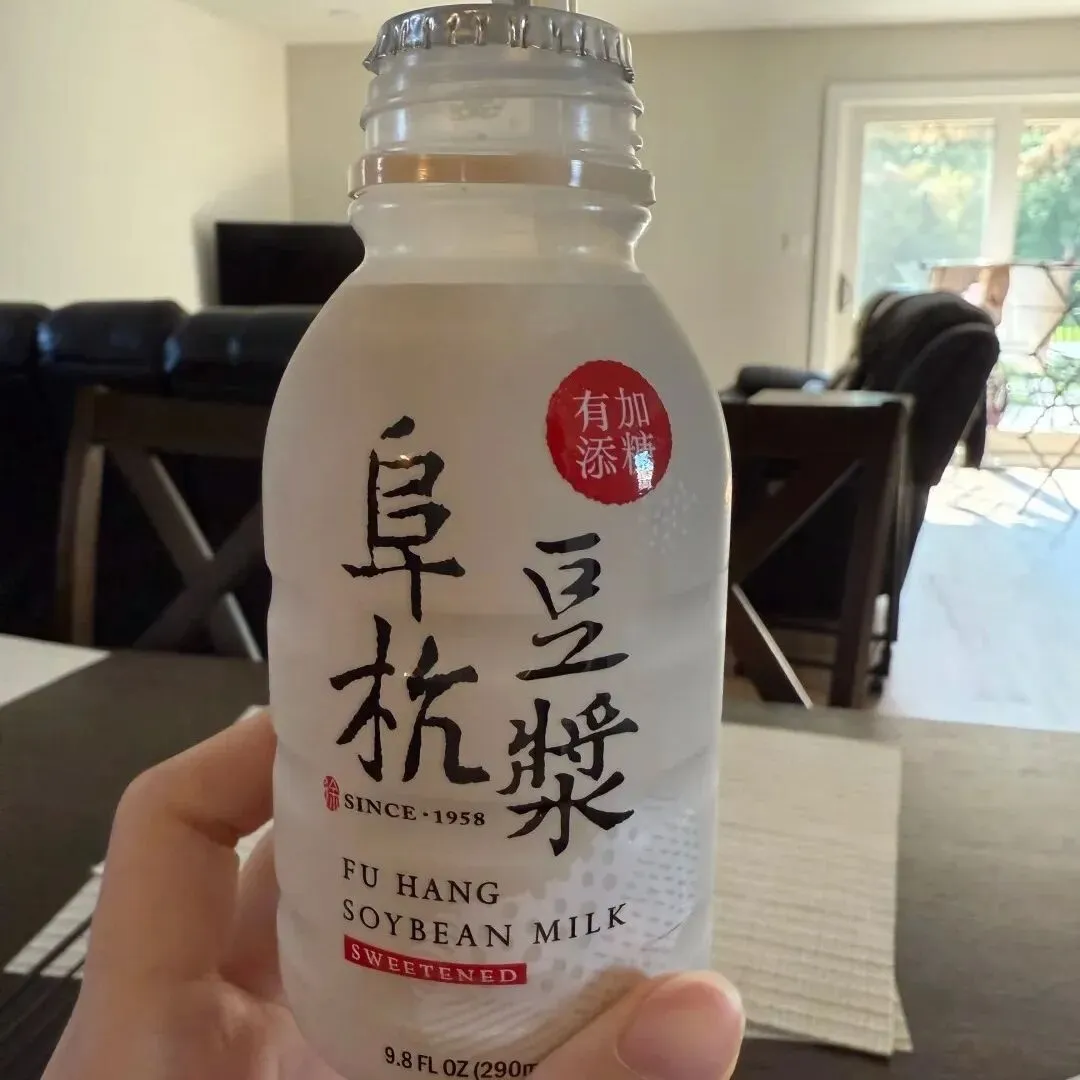 有加
添糖
阜杭
豆漿
SINCE·1958
FU HANG
SOYBEAN MILK
SWEETENED
9.8 FL OZ (290